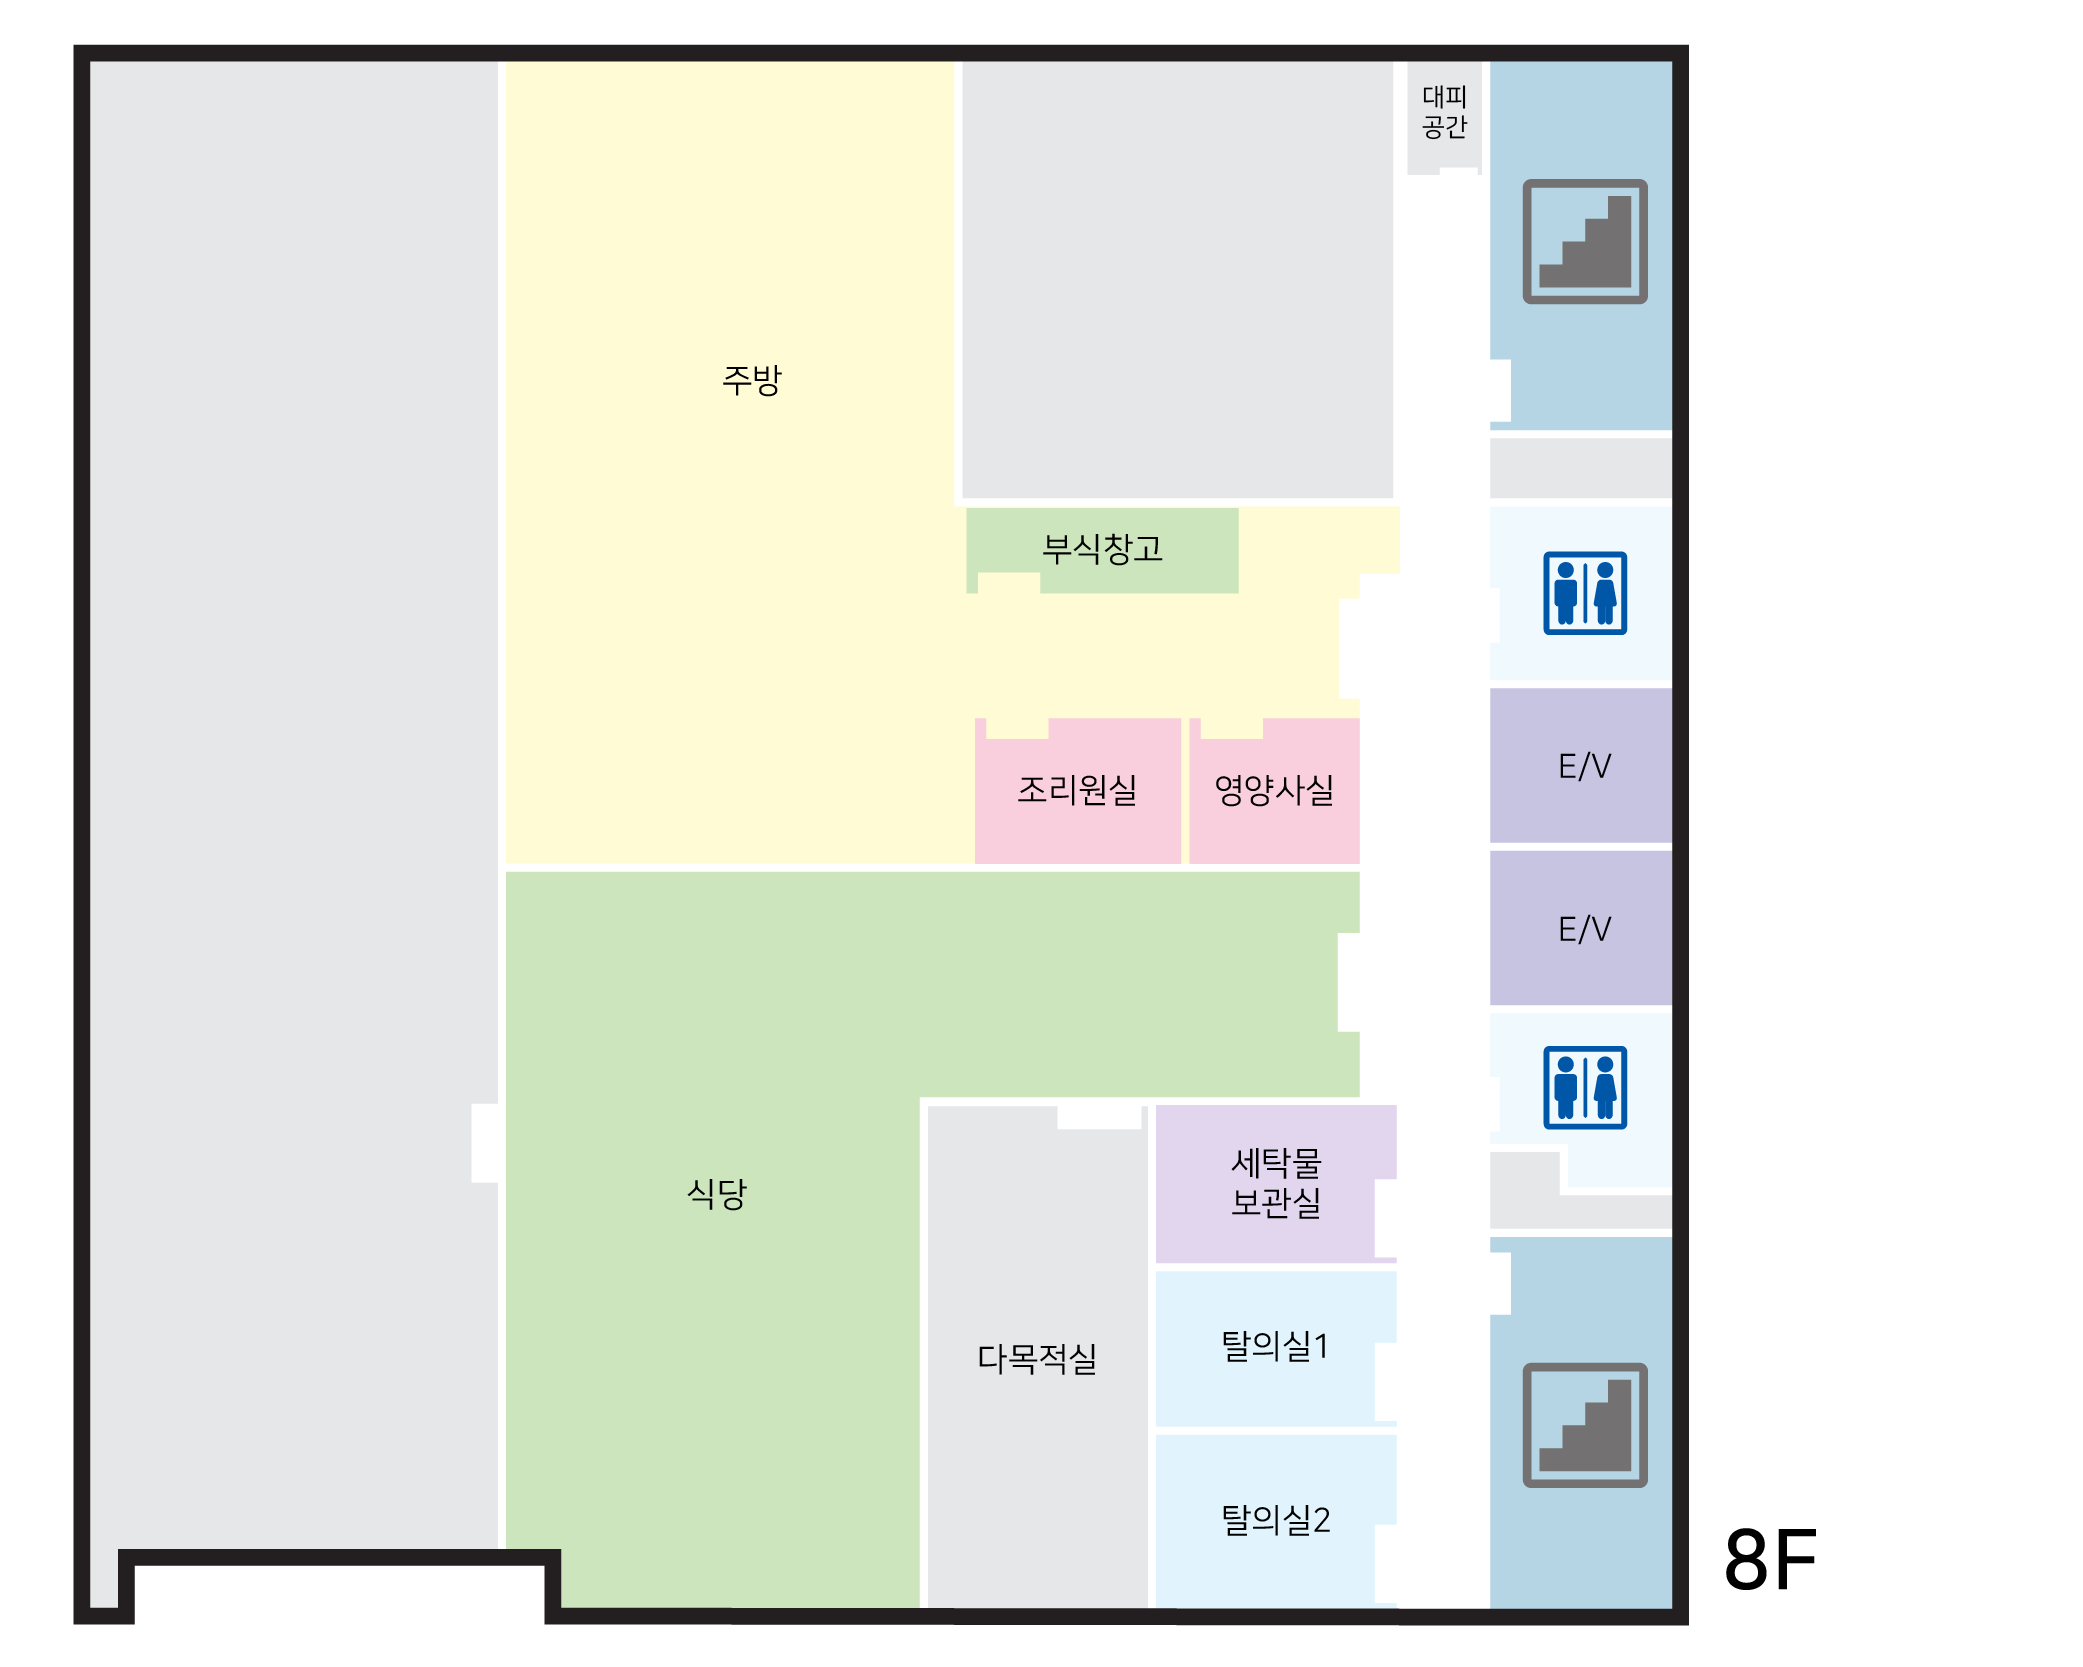 대피
공간
주방
부식창고
조리원실
영양사실
E/V
E/V
세탁물
보관실
식당
다목적실
탈의실1
탈의실2
8F